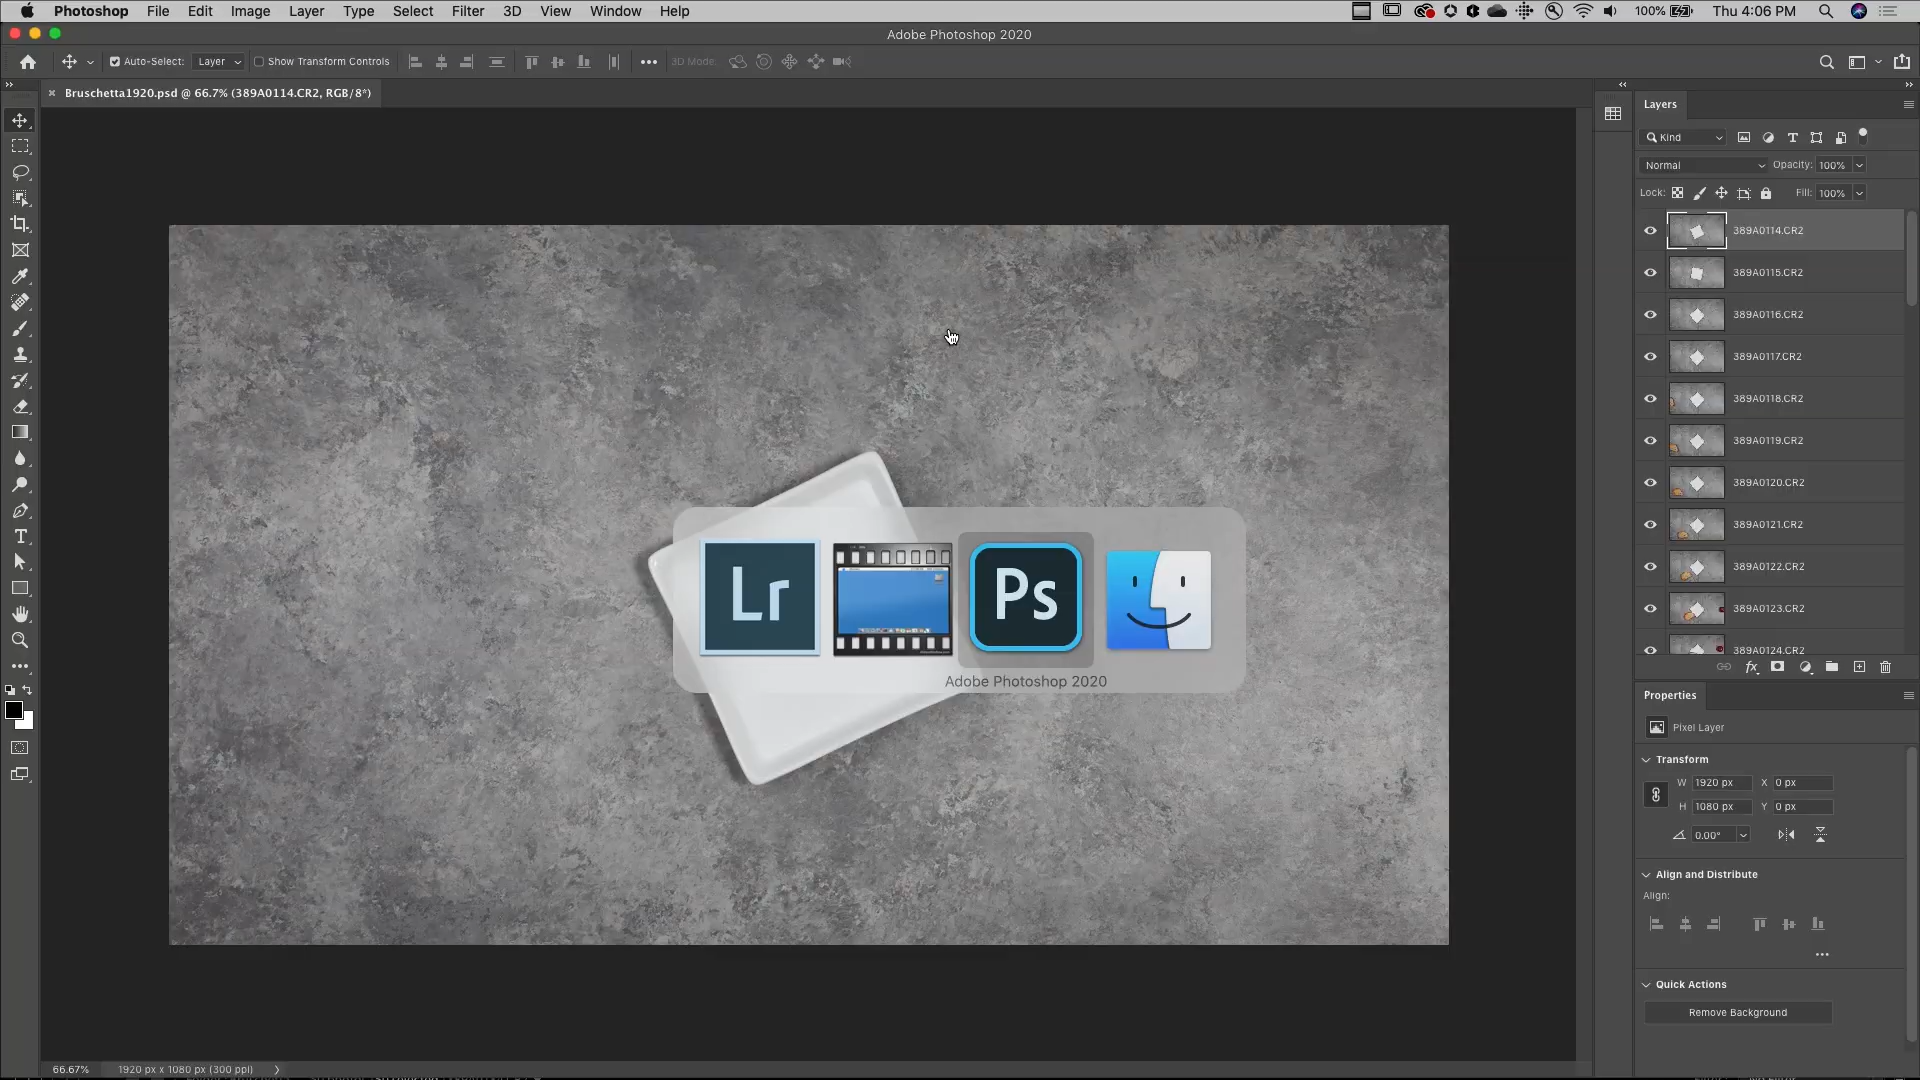 Photoshop File Edit Image Layer Type Select Filter 3D View Window Help 100% Thu 4:06 PM
Adobe Photoshop 2020
Auto-Select: Layer Show Transform Controls 3D Mode:
Bruschetta1920.psd @ 66.7% (389A0114.CR2, RGB/8*)
Layers
Kind
Normal Opacity: 100%
Lock: Fill: 100%
389A0114.CR2
389A0115.CR2
389A0116.CR2
389A0117.CR2
389A0118.CR2
389A0119.CR2
389A0120.CR2
389A0121.CR2
389A0122.CR2
389A0123.CR2
389A0124.CR2
fx
Lr Ps
Adobe Photoshop 2020
Properties
Pixel Layer
Transform
W 1920 px X 0 px
H 1080 px Y 0 px
0.00°
Align and Distribute
Align:
Quick Actions
Remove Background
66.67% 1920 px x 1080 px (300 ppi)